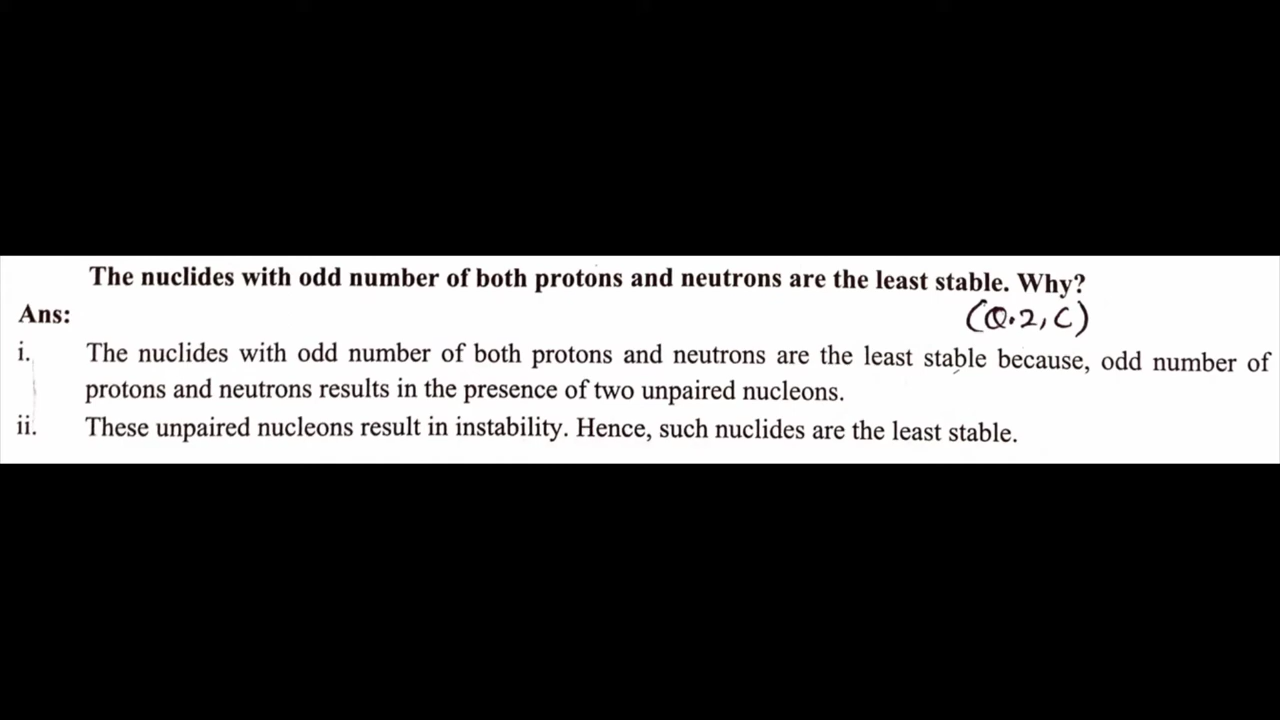 The nuclides with odd number of both protons and neutrons are the least stable. Why?
Ans:
(Q.2, C)
i. The nuclides with odd number of both protons and neutrons are the least stable because, odd number of
protons and neutrons results in the presence of two unpaired nucleons.
ii. These unpaired nucleons result in instability. Hence, such nuclides are the least stable.